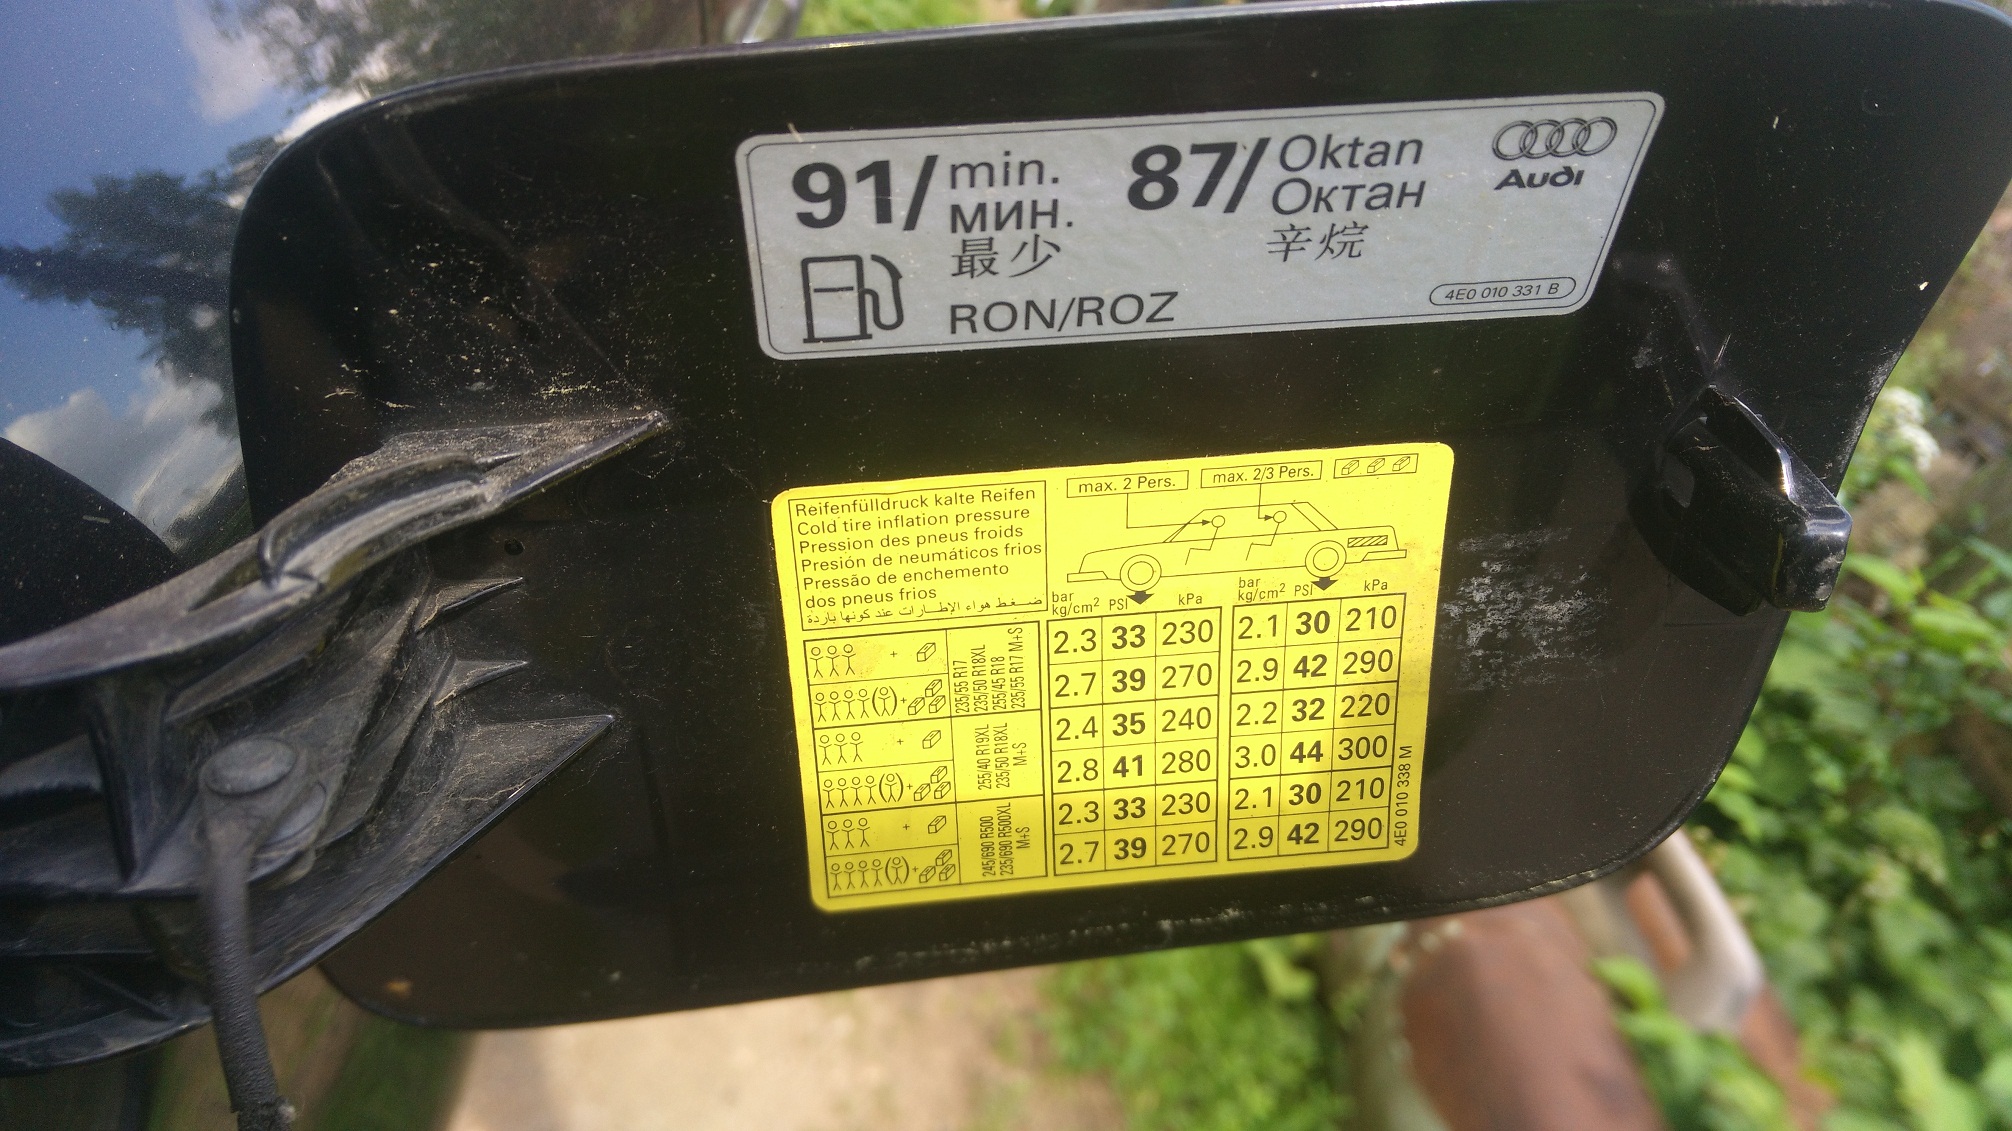 91/ min. 87/ Oktan
мин. Октан
最少 辛烷
RON/ROZ
Audi
4E0 010 331 B
Reifenfülldruck kalte Reifen
Cold tire inflation pressure
Pression des pneus froids
Presión de neumáticos frios
Pressão de enchemento
dos pneus frios
ضغط هواء الإطارات عند كونها باردة
max. 2 Pers. max. 2/3 Pers.
bar kPa bar kPa
kg/cm² PSI kg/cm² PSI
235/55 R17
235/50 R18XL
255/45 R18
235/55 R17 M+S
2.3 33 230 2.1 30 210
2.7 39 270 2.9 42 290
255/40 R19XL
235/50 R18XL
M+S
2.4 35 240 2.2 32 220
2.8 41 280 3.0 44 300
245/690 R500
235/690 R500XL
M+S
2.3 33 230 2.1 30 210
2.7 39 270 2.9 42 290
4E0 010 338 M